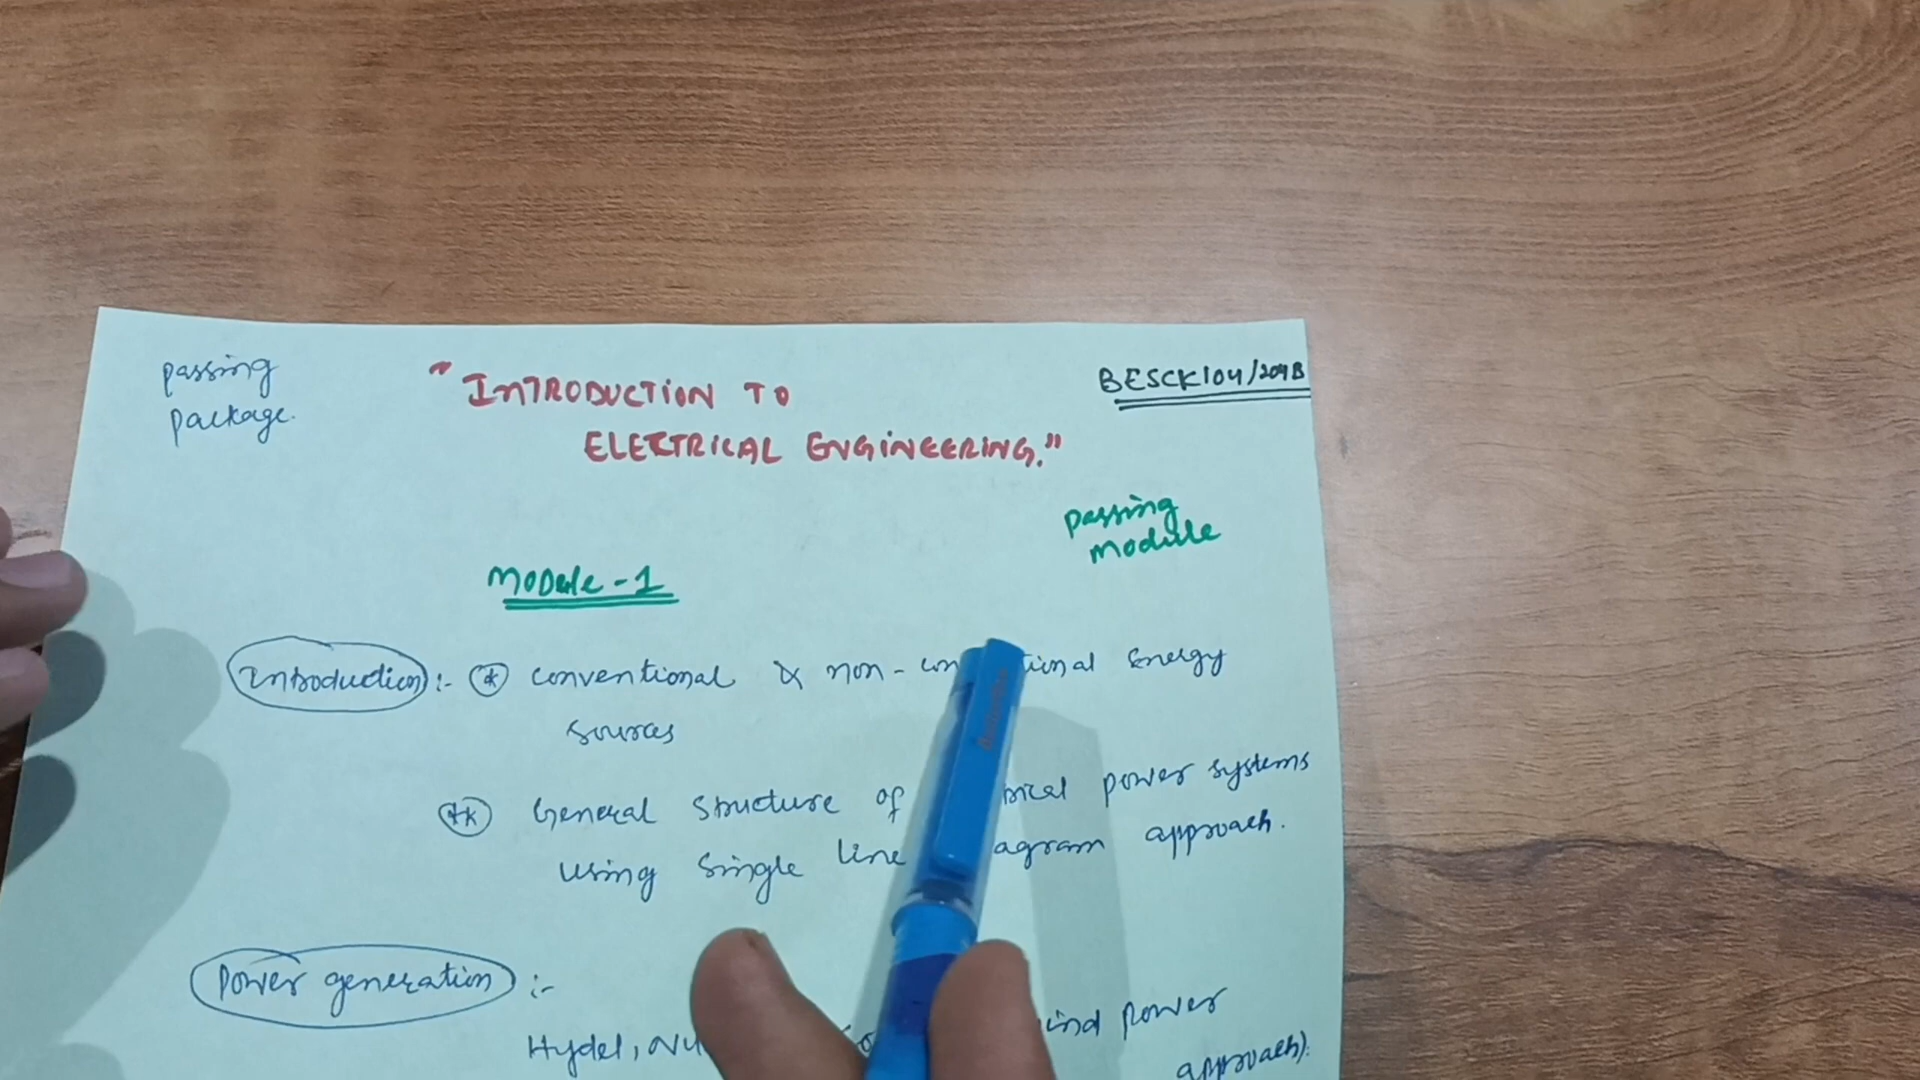 passing
package.
"INTRODUCTION TO
ELECTRICAL ENGINEERING."
BESCK104/204B
passing
module
MODULE-1
Introduction :- * conventional & non- Energy
sources
** General structure of power systems
using single line approach.
Power generation :-
Hydel, power
approach).